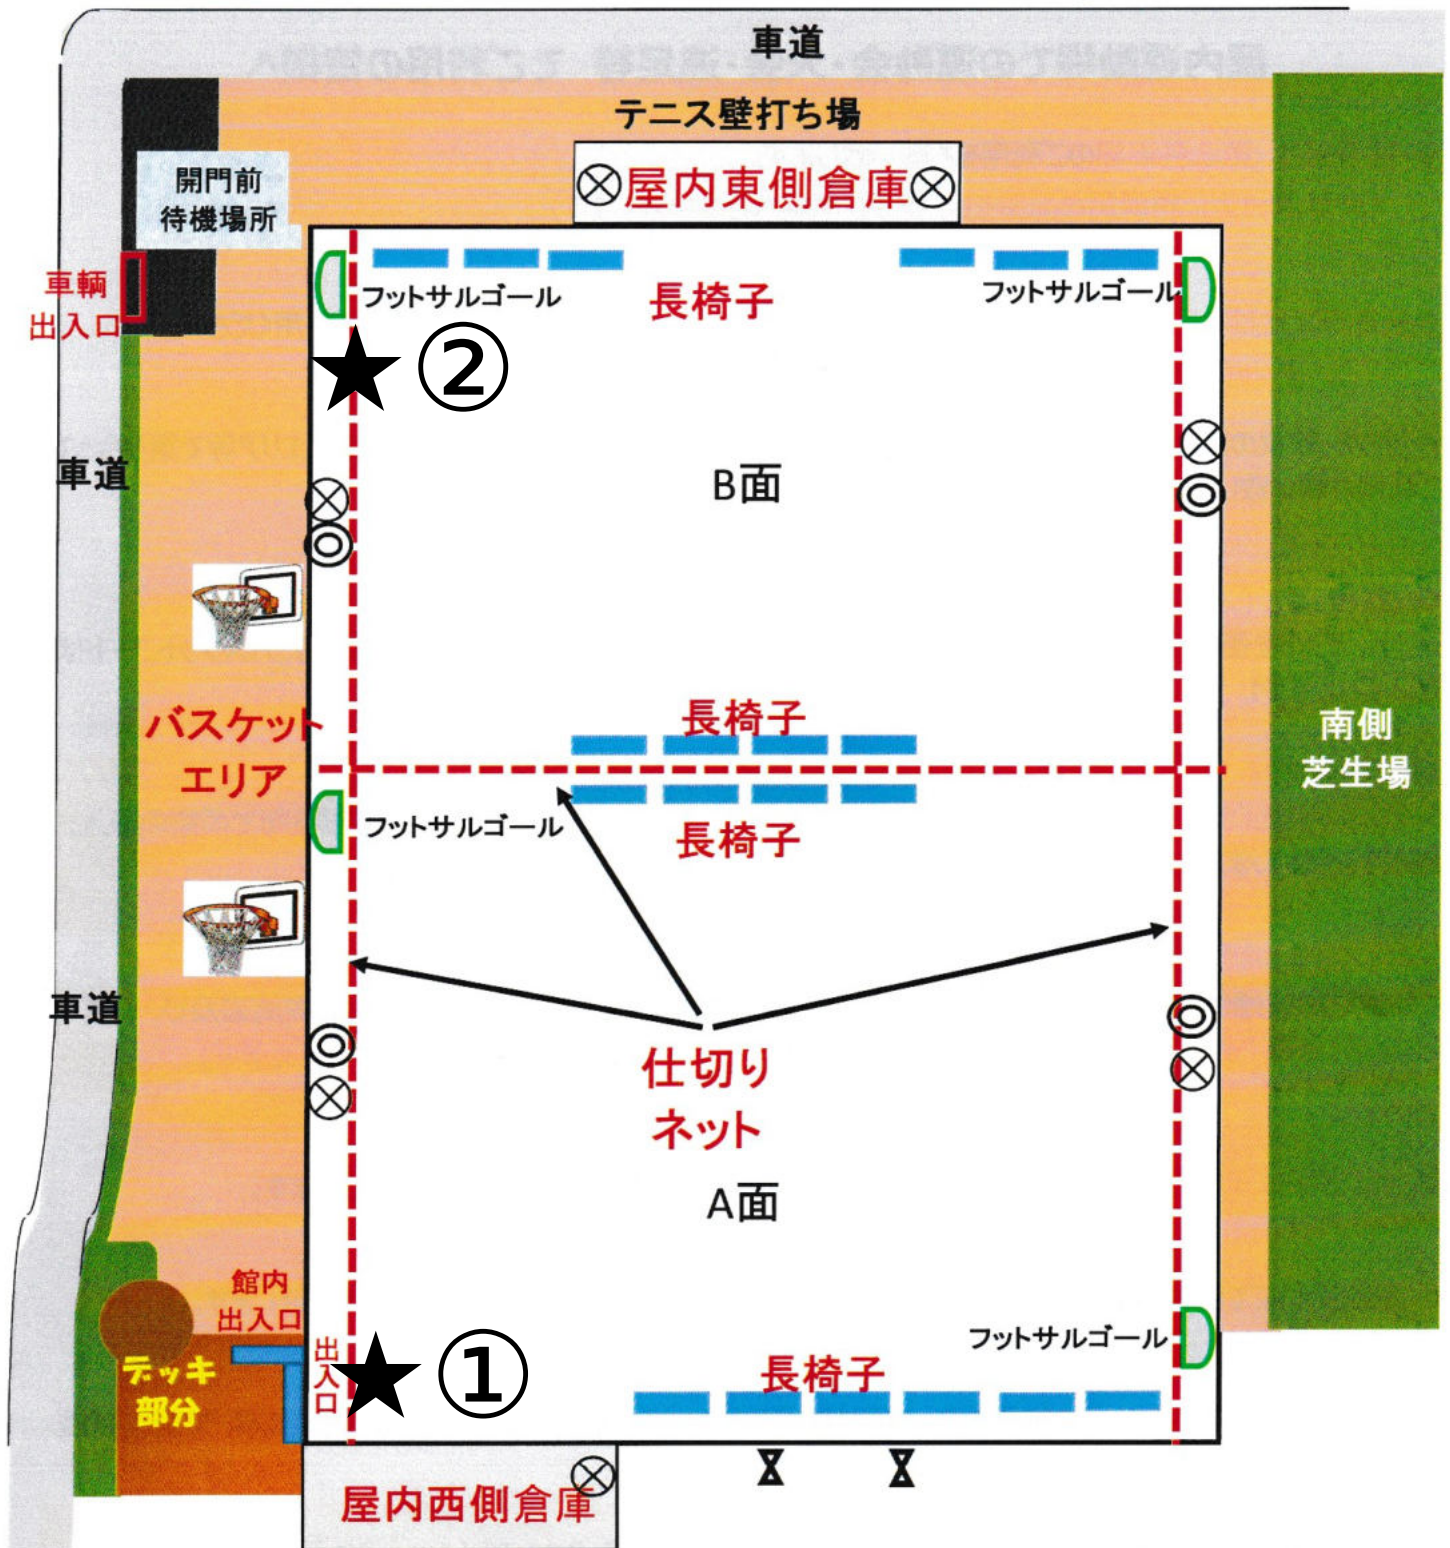 車道
テニス壁打ち場
開門前
待機場所
屋内東側倉庫
車輌
出入口
フットサルゴール
長椅子
フットサルゴール
★②
車道
B面
バスケット
エリア
長椅子
南側
芝生場
フットサルゴール
長椅子
車道
仕切り
ネット
A面
館内
出入口
出入口
★①
フットサルゴール
長椅子
デッキ
部分
屋内西側倉庫